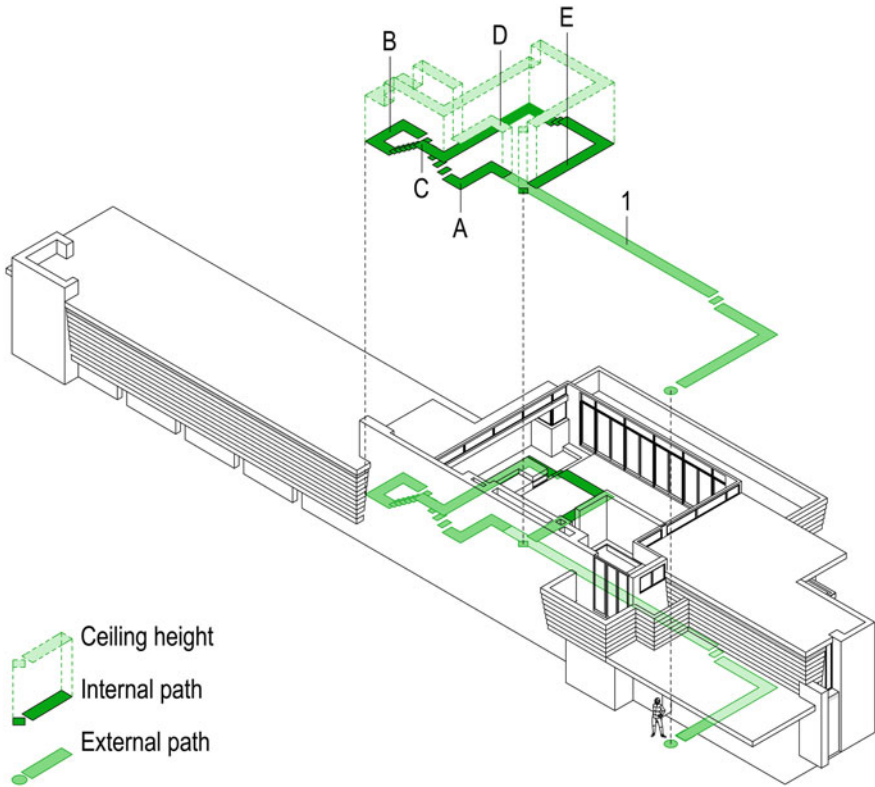 B
D
E
C
A
1
Ceiling height
Internal path
External path